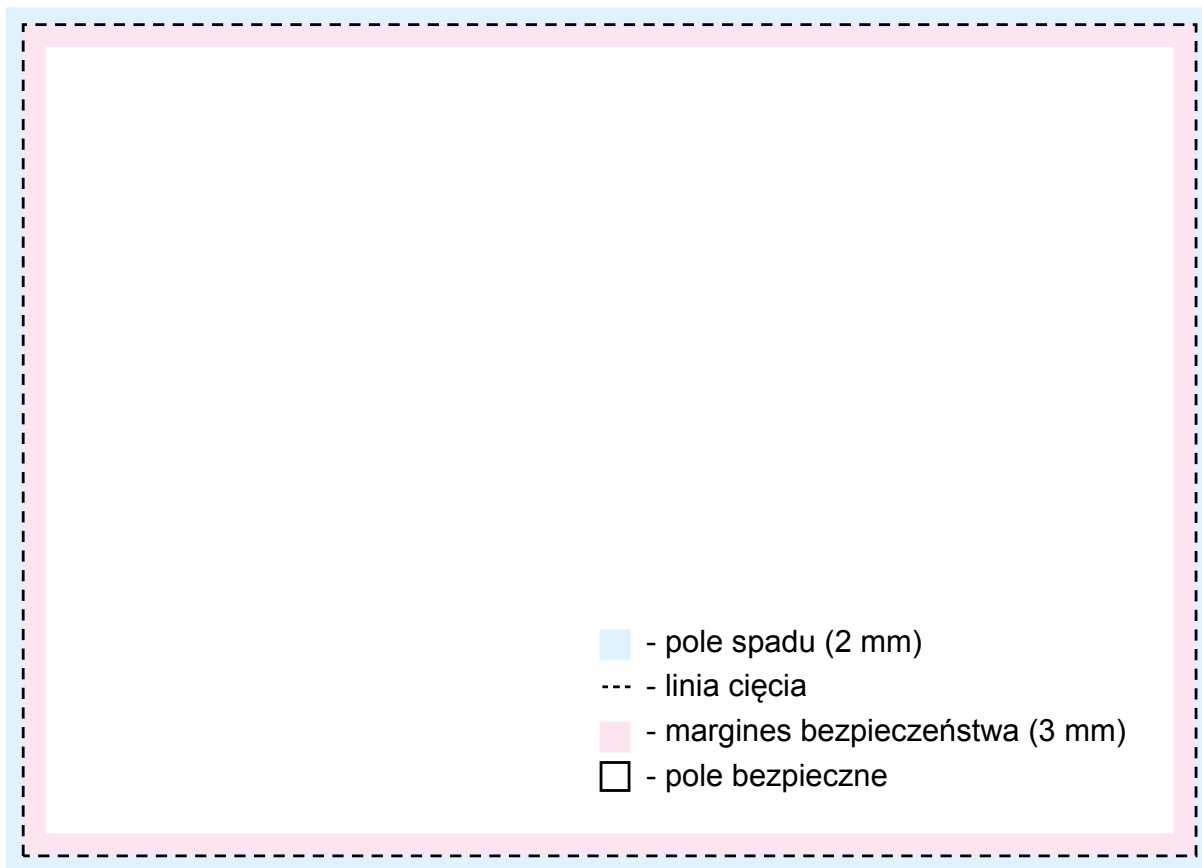 - pole spadu (2 mm)
- linia cięcia
- margines bezpieczeństwa (3 mm)
- pole bezpieczne